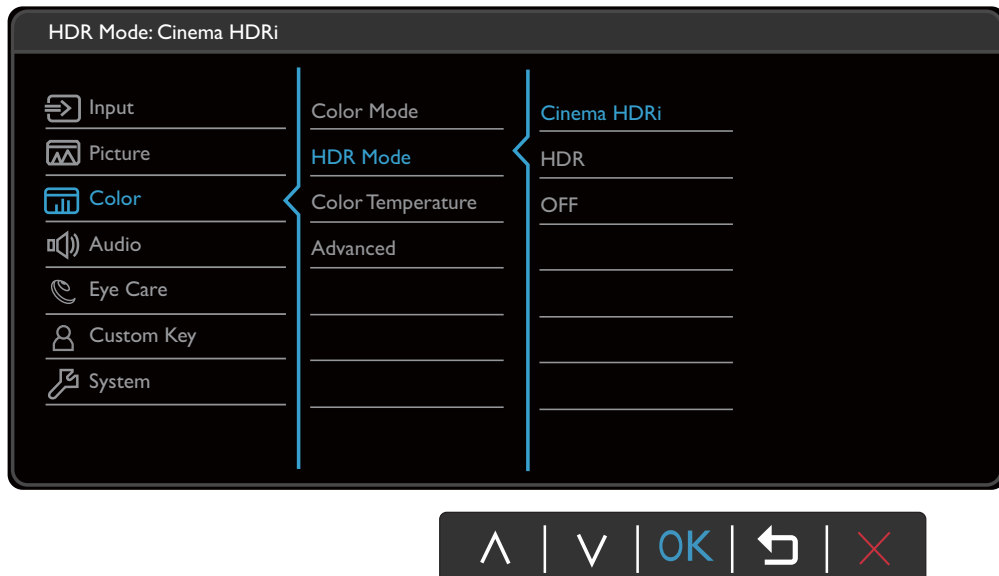 HDR Mode: Cinema HDRi
Input
Picture
Color
Audio
Eye Care
Custom Key
System
Color Mode
HDR Mode
Color Temperature
Advanced
Cinema HDRi
HDR
OFF
OK